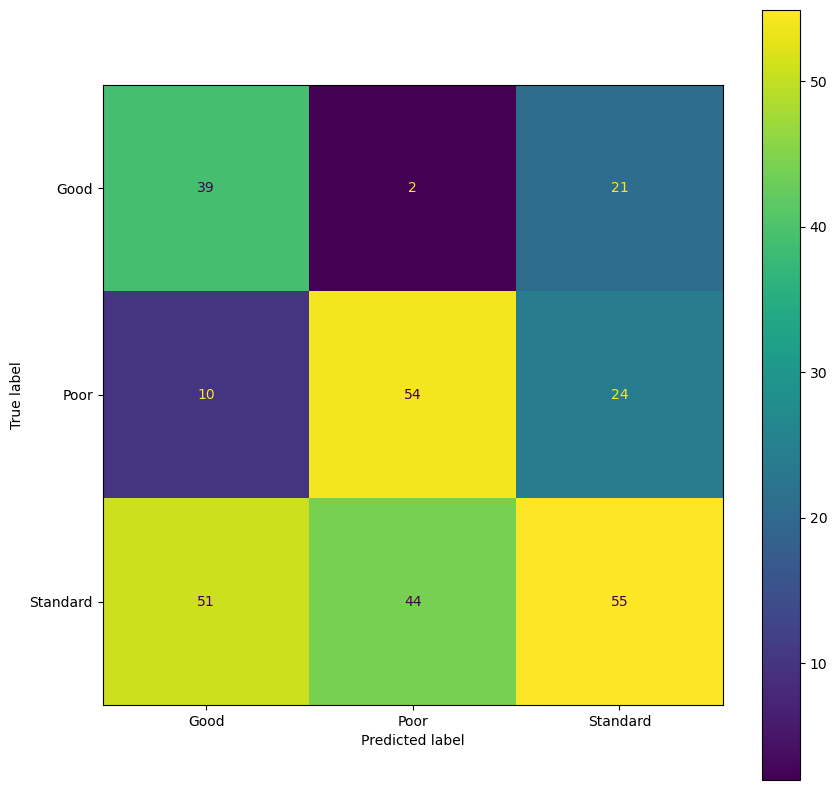 Good 39 2 21
Poor 10 54 24
Standard 51 44 55
Good Poor Standard
Predicted label
True label
50
40
30
20
10